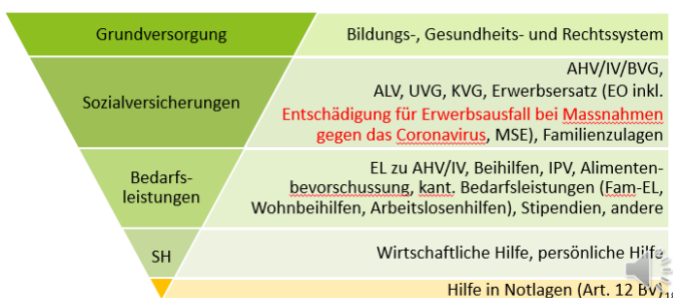 Grundversorgung
Bildungs-, Gesundheits- und Rechtssystem
Sozialversicherungen
AHV/IV/BVG,
ALV, UVG, KVG, Erwerbsersatz (EO inkl.
Entschädigung für Erwerbsausfall bei Massnahmen
gegen das Coronavirus, MSE), Familienzulagen
Bedarfs-
leistungen
EL zu AHV/IV, Beihilfen, IPV, Alimenten-
bevorschussung, kant. Bedarfsleistungen (Fam-EL,
Wohnbeihilfen, Arbeitslosenhilfen), Stipendien, andere
SH
Wirtschaftliche Hilfe, persönliche Hilfe
Hilfe in Notlagen (Art. 12 BV)